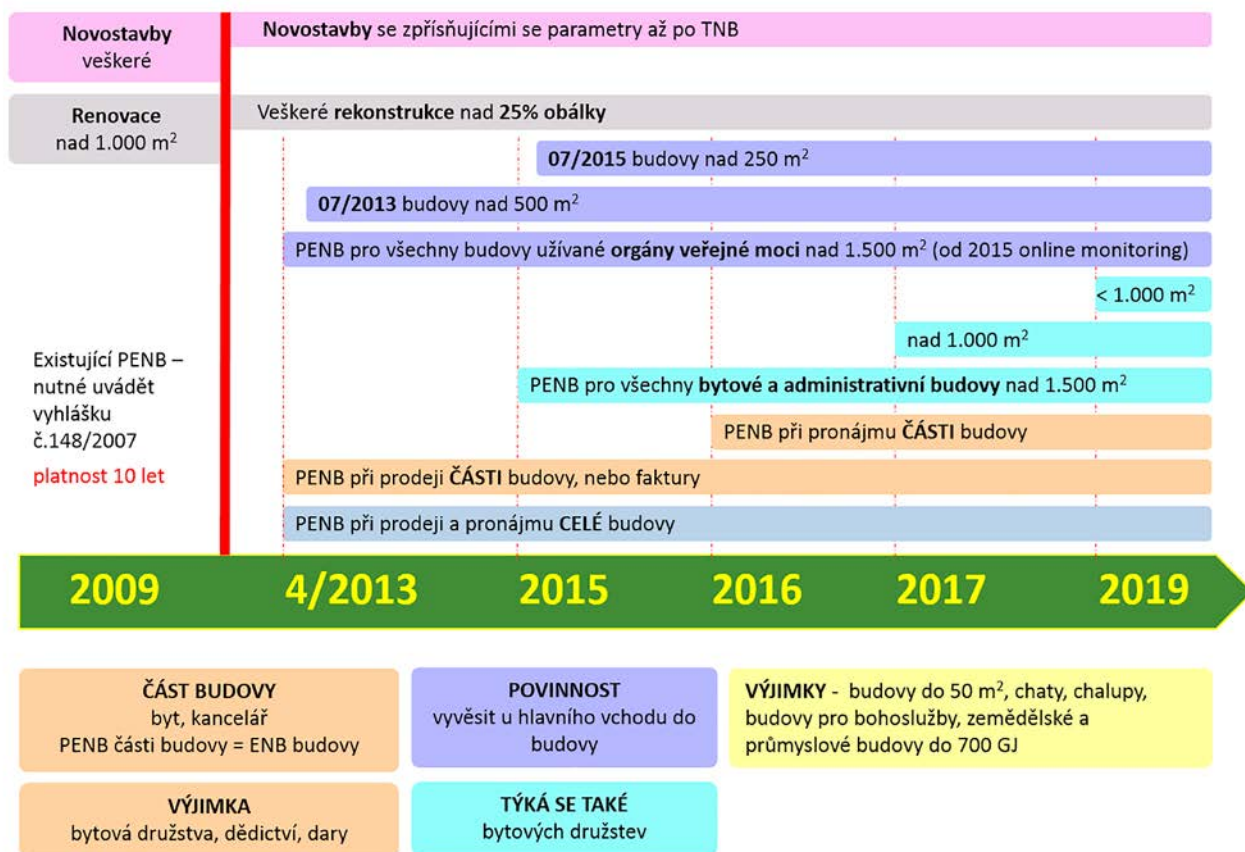 Novostavby
veškeré
Novostavby se zpřísňujícími se parametry až po TNB
Renovace
nad 1.000 m²
Veškeré rekonstrukce nad 25% obálky
07/2015 budovy nad 250 m²
07/2013 budovy nad 500 m²
PENB pro všechny budovy užívané orgány veřejné moci nad 1.500 m² (od 2015 online monitoring)
< 1.000 m²
nad 1.000 m²
PENB pro všechny bytové a administrativní budovy nad 1.500 m²
PENB při pronájmu ČÁSTI budovy
PENB při prodeji ČÁSTI budovy, nebo faktury
PENB při prodeji a pronájmu CELÉ budovy
Existující PENB –
nutné uvádět
vyhlášku
č.148/2007
platnost 10 let
2009 4/2013 2015 2016 2017 2019
ČÁST BUDOVY
byt, kancelář
PENB části budovy = ENB budovy
POVINNOST
vyvěsit u hlavního vchodu do
budovy
VÝJIMKY - budovy do 50 m², chaty, chalupy,
budovy pro bohoslužby, zemědělské a
průmyslové budovy do 700 GJ
VÝJIMKA
bytová družstva, dědictví, dary
TÝKÁ SE TAKÉ
bytových družstev